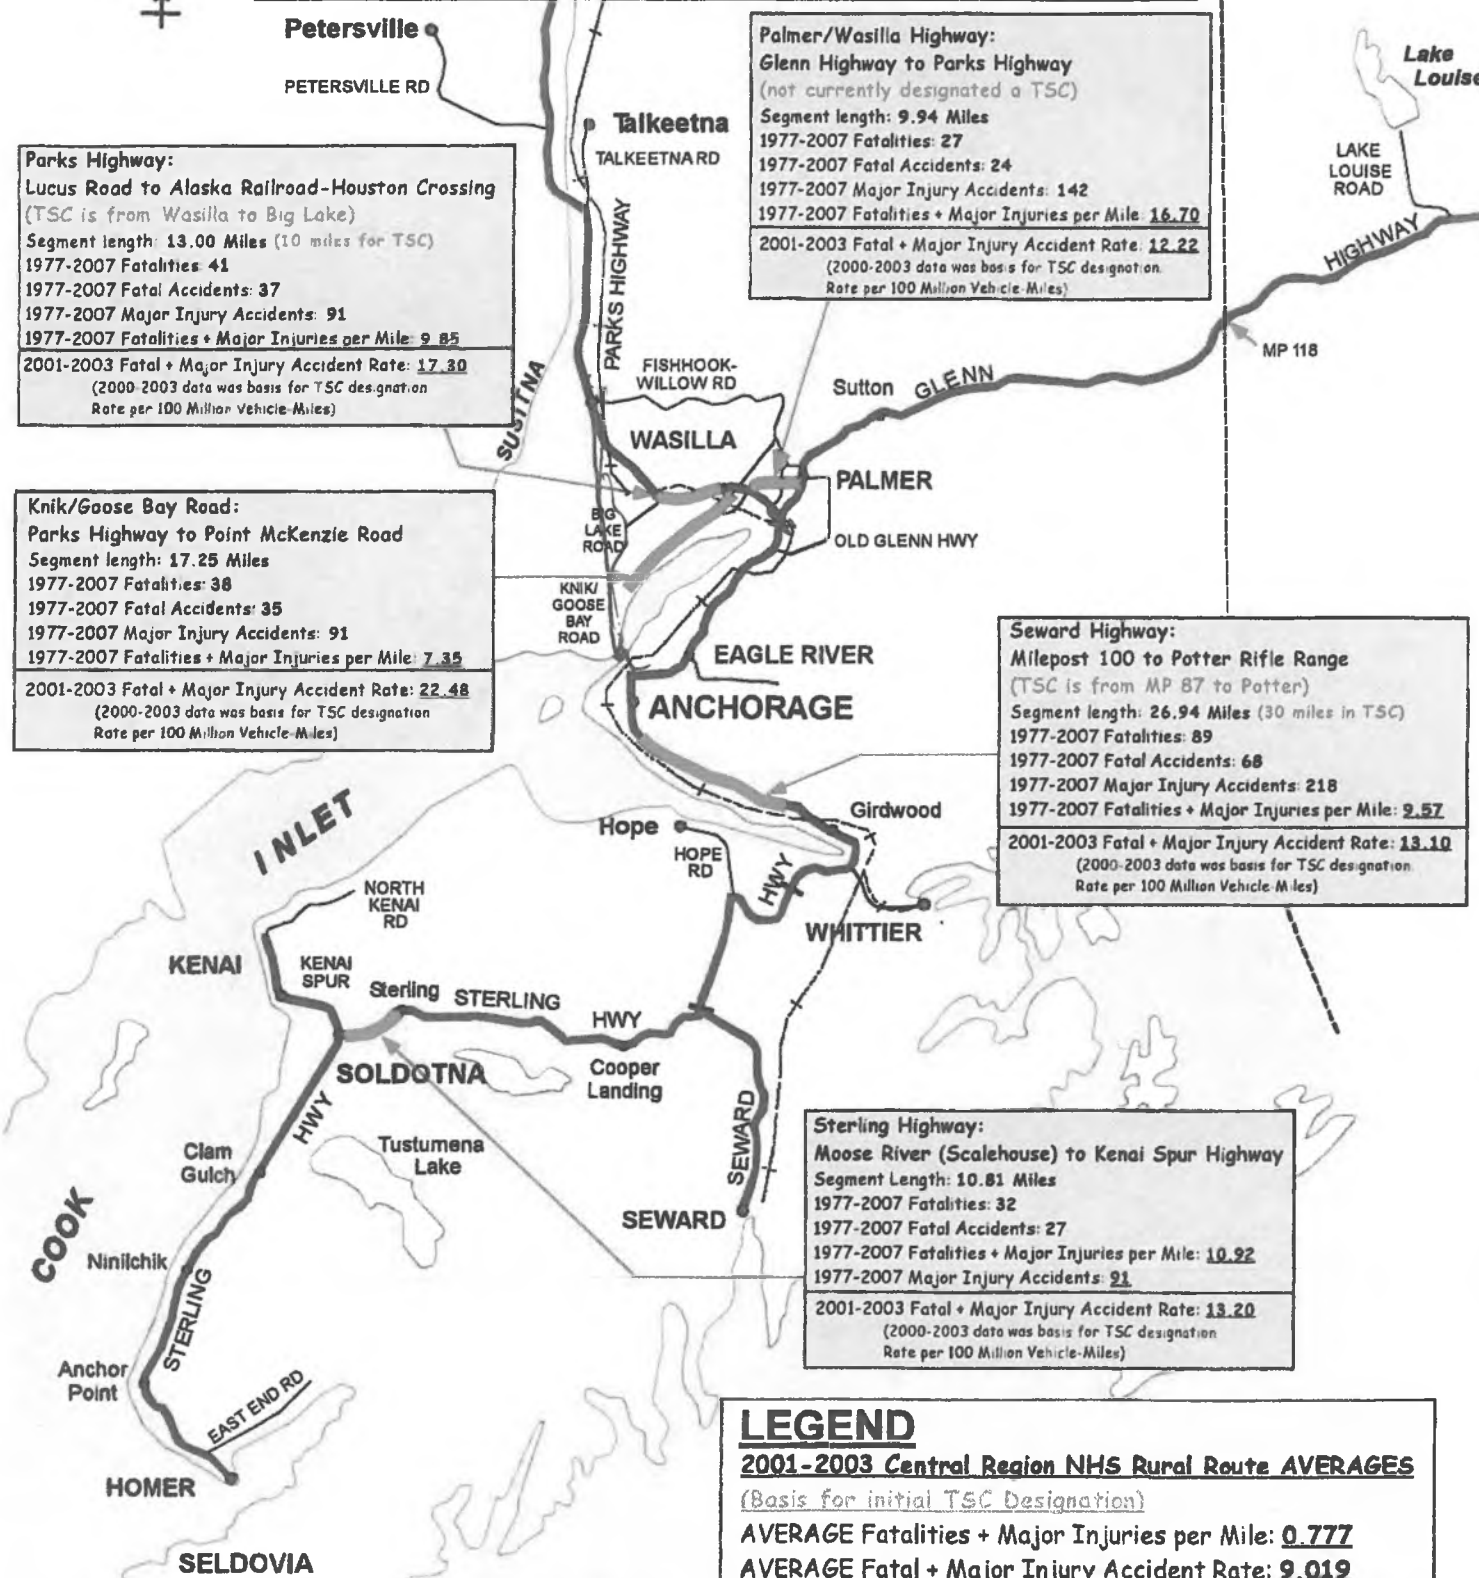 Petersville
PETERSVILLE RD
Talkeetna
TALKEETNA RD
Palmer/Wasilla Highway:
Glenn Highway to Parks Highway
(not currently designated a TSC)
Segment length: 9.94 Miles
1977-2007 Fatalities: 27
1977-2007 Fatal Accidents: 24
1977-2007 Major Injury Accidents: 142
1977-2007 Fatalities + Major Injuries per Mile: 16.70
2001-2003 Fatal + Major Injury Accident Rate: 12.22
(2000-2003 data was basis for TSC designation
Rate per 100 Million Vehicle-Miles)
Lake
Louise
LAKE
LOUISE
ROAD
HIGHWAY
MP 118
Parks Highway:
Lucus Road to Alaska Railroad-Houston Crossing
(TSC is from Wasilla to Big Lake)
Segment length: 13.00 Miles (10 miles for TSC)
1977-2007 Fatalities 41
1977-2007 Fatal Accidents: 37
1977-2007 Major Injury Accidents: 91
1977-2007 Fatalities + Major Injuries per Mile: 9.85
2001-2003 Fatal + Major Injury Accident Rate: 17.30
(2000-2003 data was basis for TSC designation
Rate per 100 Million Vehicle-Miles)
PARKS HIGHWAY
SUSITNA
FISHHOOK-
WILLOW RD
Sutton
GLENN
WASILLA
PALMER
BIG
LAKE
ROAD
OLD GLENN HWY
Knik/Goose Bay Road:
Parks Highway to Point McKenzie Road
Segment length: 17.25 Miles
1977-2007 Fatalities: 38
1977-2007 Fatal Accidents: 35
1977-2007 Major Injury Accidents: 91
1977-2007 Fatalities + Major Injuries per Mile: 7.35
2001-2003 Fatal + Major Injury Accident Rate: 22.48
(2000-2003 data was basis for TSC designation
Rate per 100 Million Vehicle-Miles)
KNIK/
GOOSE
BAY
ROAD
EAGLE RIVER
ANCHORAGE
Seward Highway:
Milepost 100 to Potter Rifle Range
(TSC is from MP 87 to Potter)
Segment length: 26.94 Miles (30 miles in TSC)
1977-2007 Fatalities: 89
1977-2007 Fatal Accidents: 68
1977-2007 Major Injury Accidents: 218
1977-2007 Fatalities + Major Injuries per Mile: 9.57
2001-2003 Fatal + Major Injury Accident Rate: 13.10
(2000-2003 data was basis for TSC designation
Rate per 100 Million Vehicle-Miles)
INLET
Girdwood
Hope
HOPE
RD
HWY
WHITTIER
NORTH
KENAI
RD
KENAI
KENAI
SPUR
Sterling
STERLING
HWY
Cooper
Landing
SOLDOTNA
HWY
Tustumena
Lake
Clam
Gulch
SEWARD
SEWARD
COOK
Ninilchik
STERLING
Sterling Highway:
Moose River (Scalehouse) to Kenai Spur Highway
Segment Length: 10.81 Miles
1977-2007 Fatalities: 32
1977-2007 Fatal Accidents: 27
1977-2007 Fatalities + Major Injuries per Mile: 10.92
1977-2007 Major Injury Accidents: 91
2001-2003 Fatal + Major Injury Accident Rate: 13.20
(2000-2003 data was basis for TSC designation
Rate per 100 Million Vehicle-Miles)
Anchor
Point
EAST END RD
HOMER
SELDOVIA
LEGEND
2001-2003 Central Region NHS Rural Route AVERAGES
(Basis for initial TSC Designation)
AVERAGE Fatalities + Major Injuries per Mile: 0.777
AVERAGE Fatal + Major Injury Accident Rate: 9.019